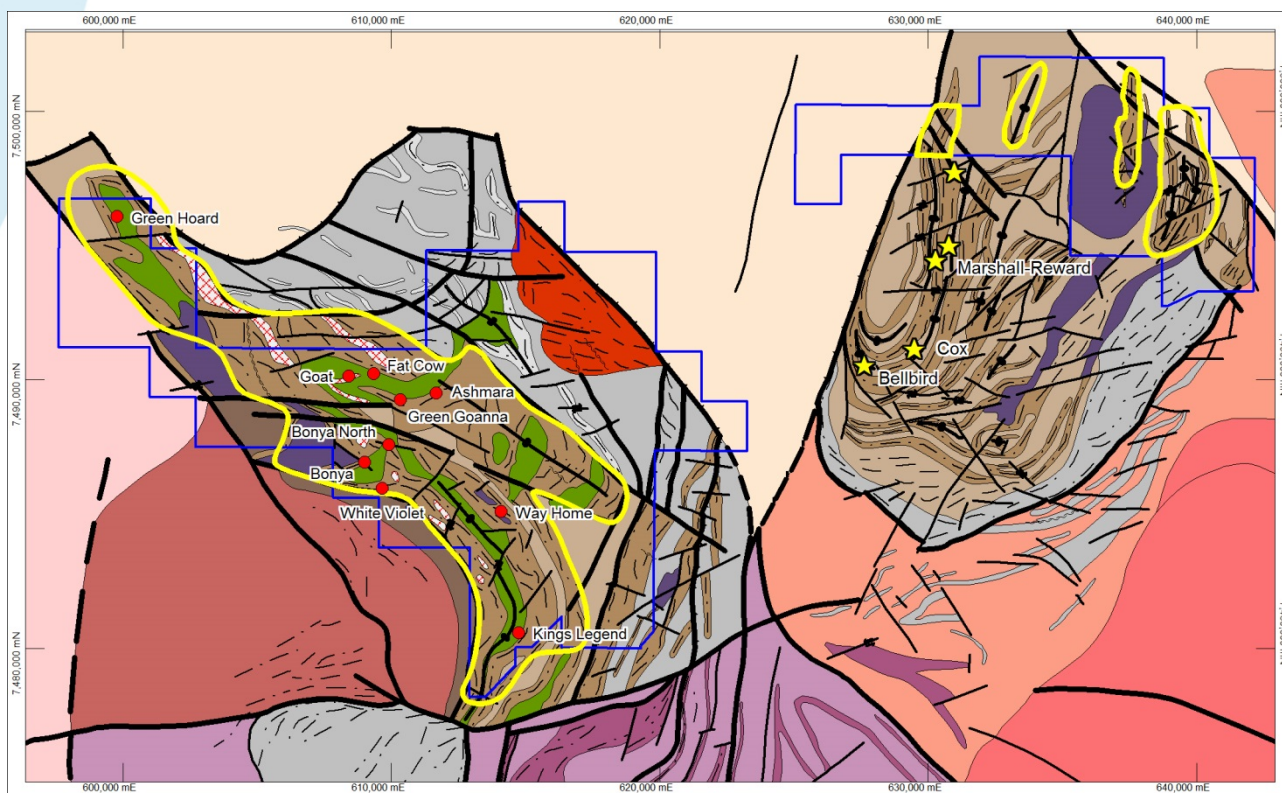 600,000 mE
610,000 mE
620,000 mE
630,000 mE
640,000 mE
7,500,000 mN
7,490,000 mN
7,480,000 mN
Green Hoard
Marshall-Reward
Cox
Bellbird
Fat Cow
Goat
Ashmara
Green Goanna
Bonya North
Bonya
White Violet
Way Home
Kings Legend
600,000 mE
610,000 mE
620,000 mE
630,000 mE
640,000 mE